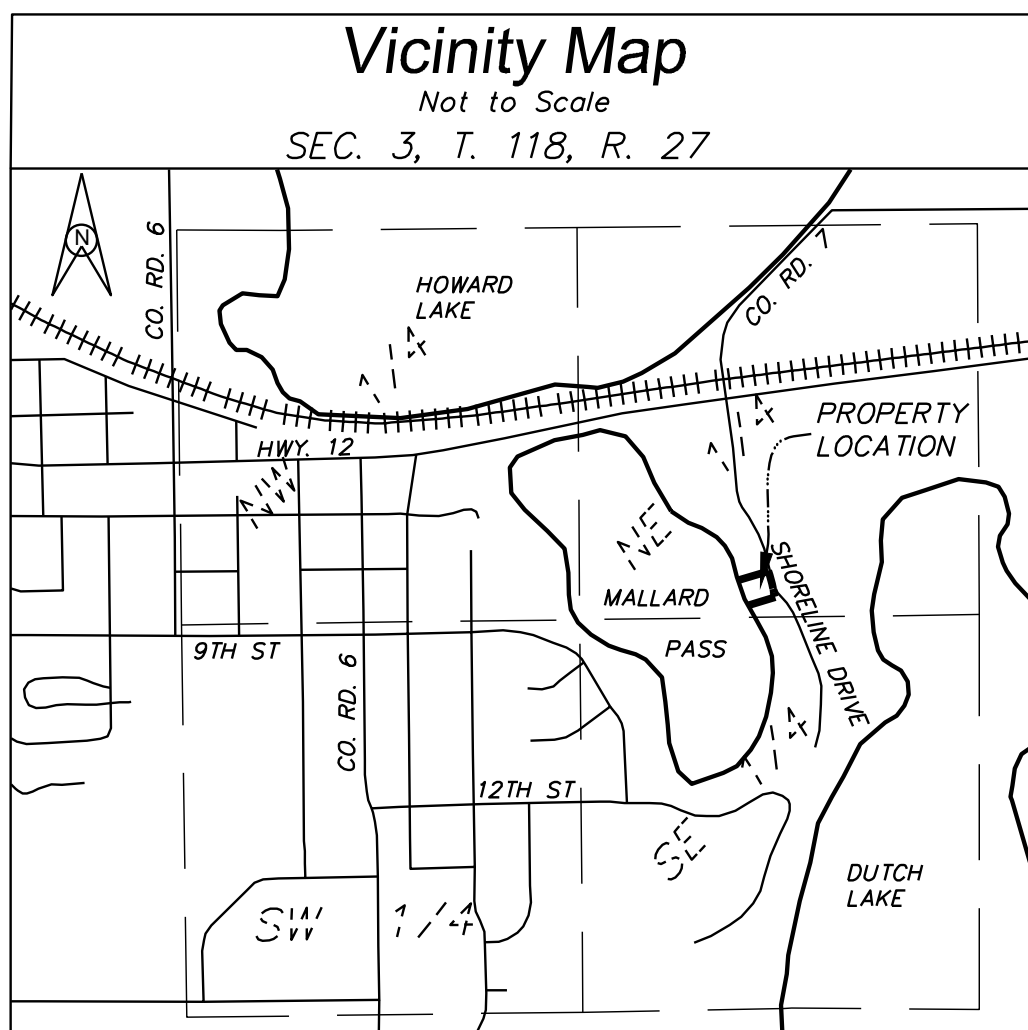 Vicinity Map
Not to Scale
SEC. 3, T. 118, R. 27
N
CO. RD. 6
HOWARD
LAKE
CO. RD. 7
1/4
1/4
PROPERTY
LOCATION
HWY. 12
NW
NE
MALLARD
PASS
SHORELINE DRIVE
9TH ST
CO. RD. 6
1/4
12TH ST
SE
DUTCH
LAKE
SW 1/4